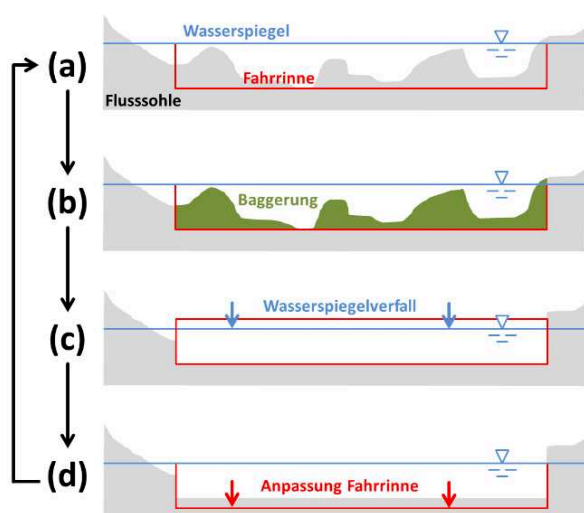 Wasserspiegel
(a)
Fahrrinne
Flusssohle
(b)
Baggerung
Wasserspiegelverfall
(c)
(d)
Anpassung Fahrrinne